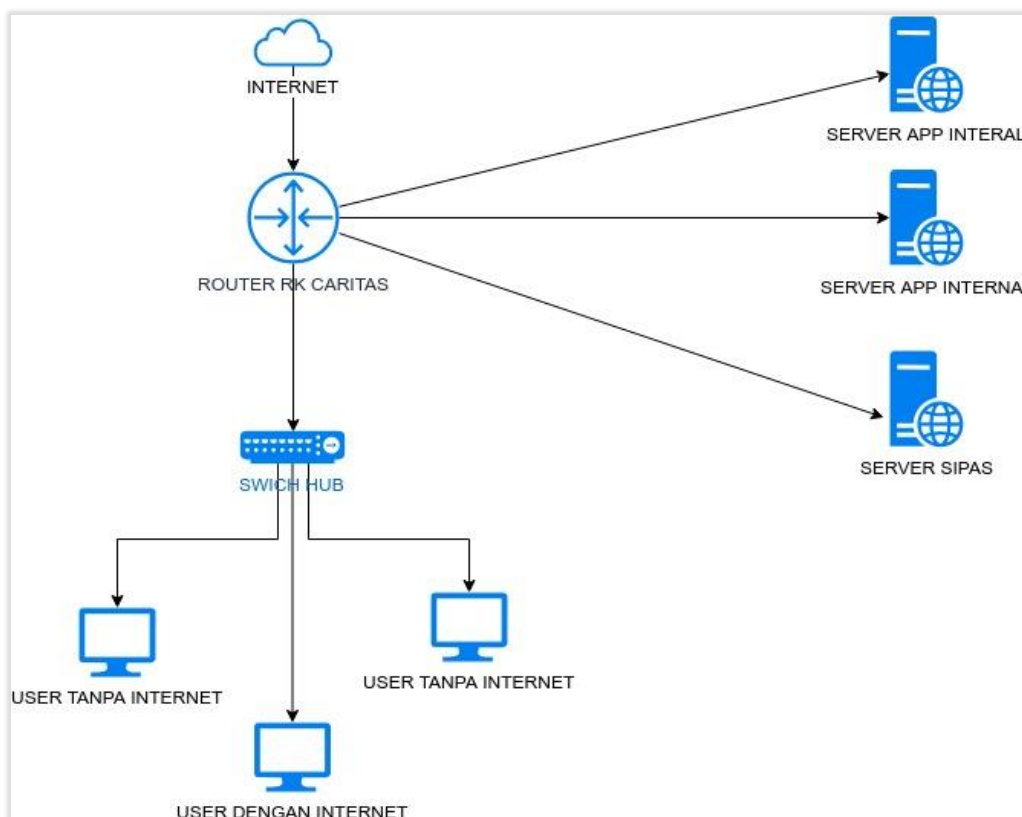 INTERNET
SERVER APP INTERAL
ROUTER RK CARITAS
SERVER APP INTERNA
SERVER SIPAS
SWICH HUB
USER TANPA INTERNET
USER TANPA INTERNET
USER DENGAN INTERNET